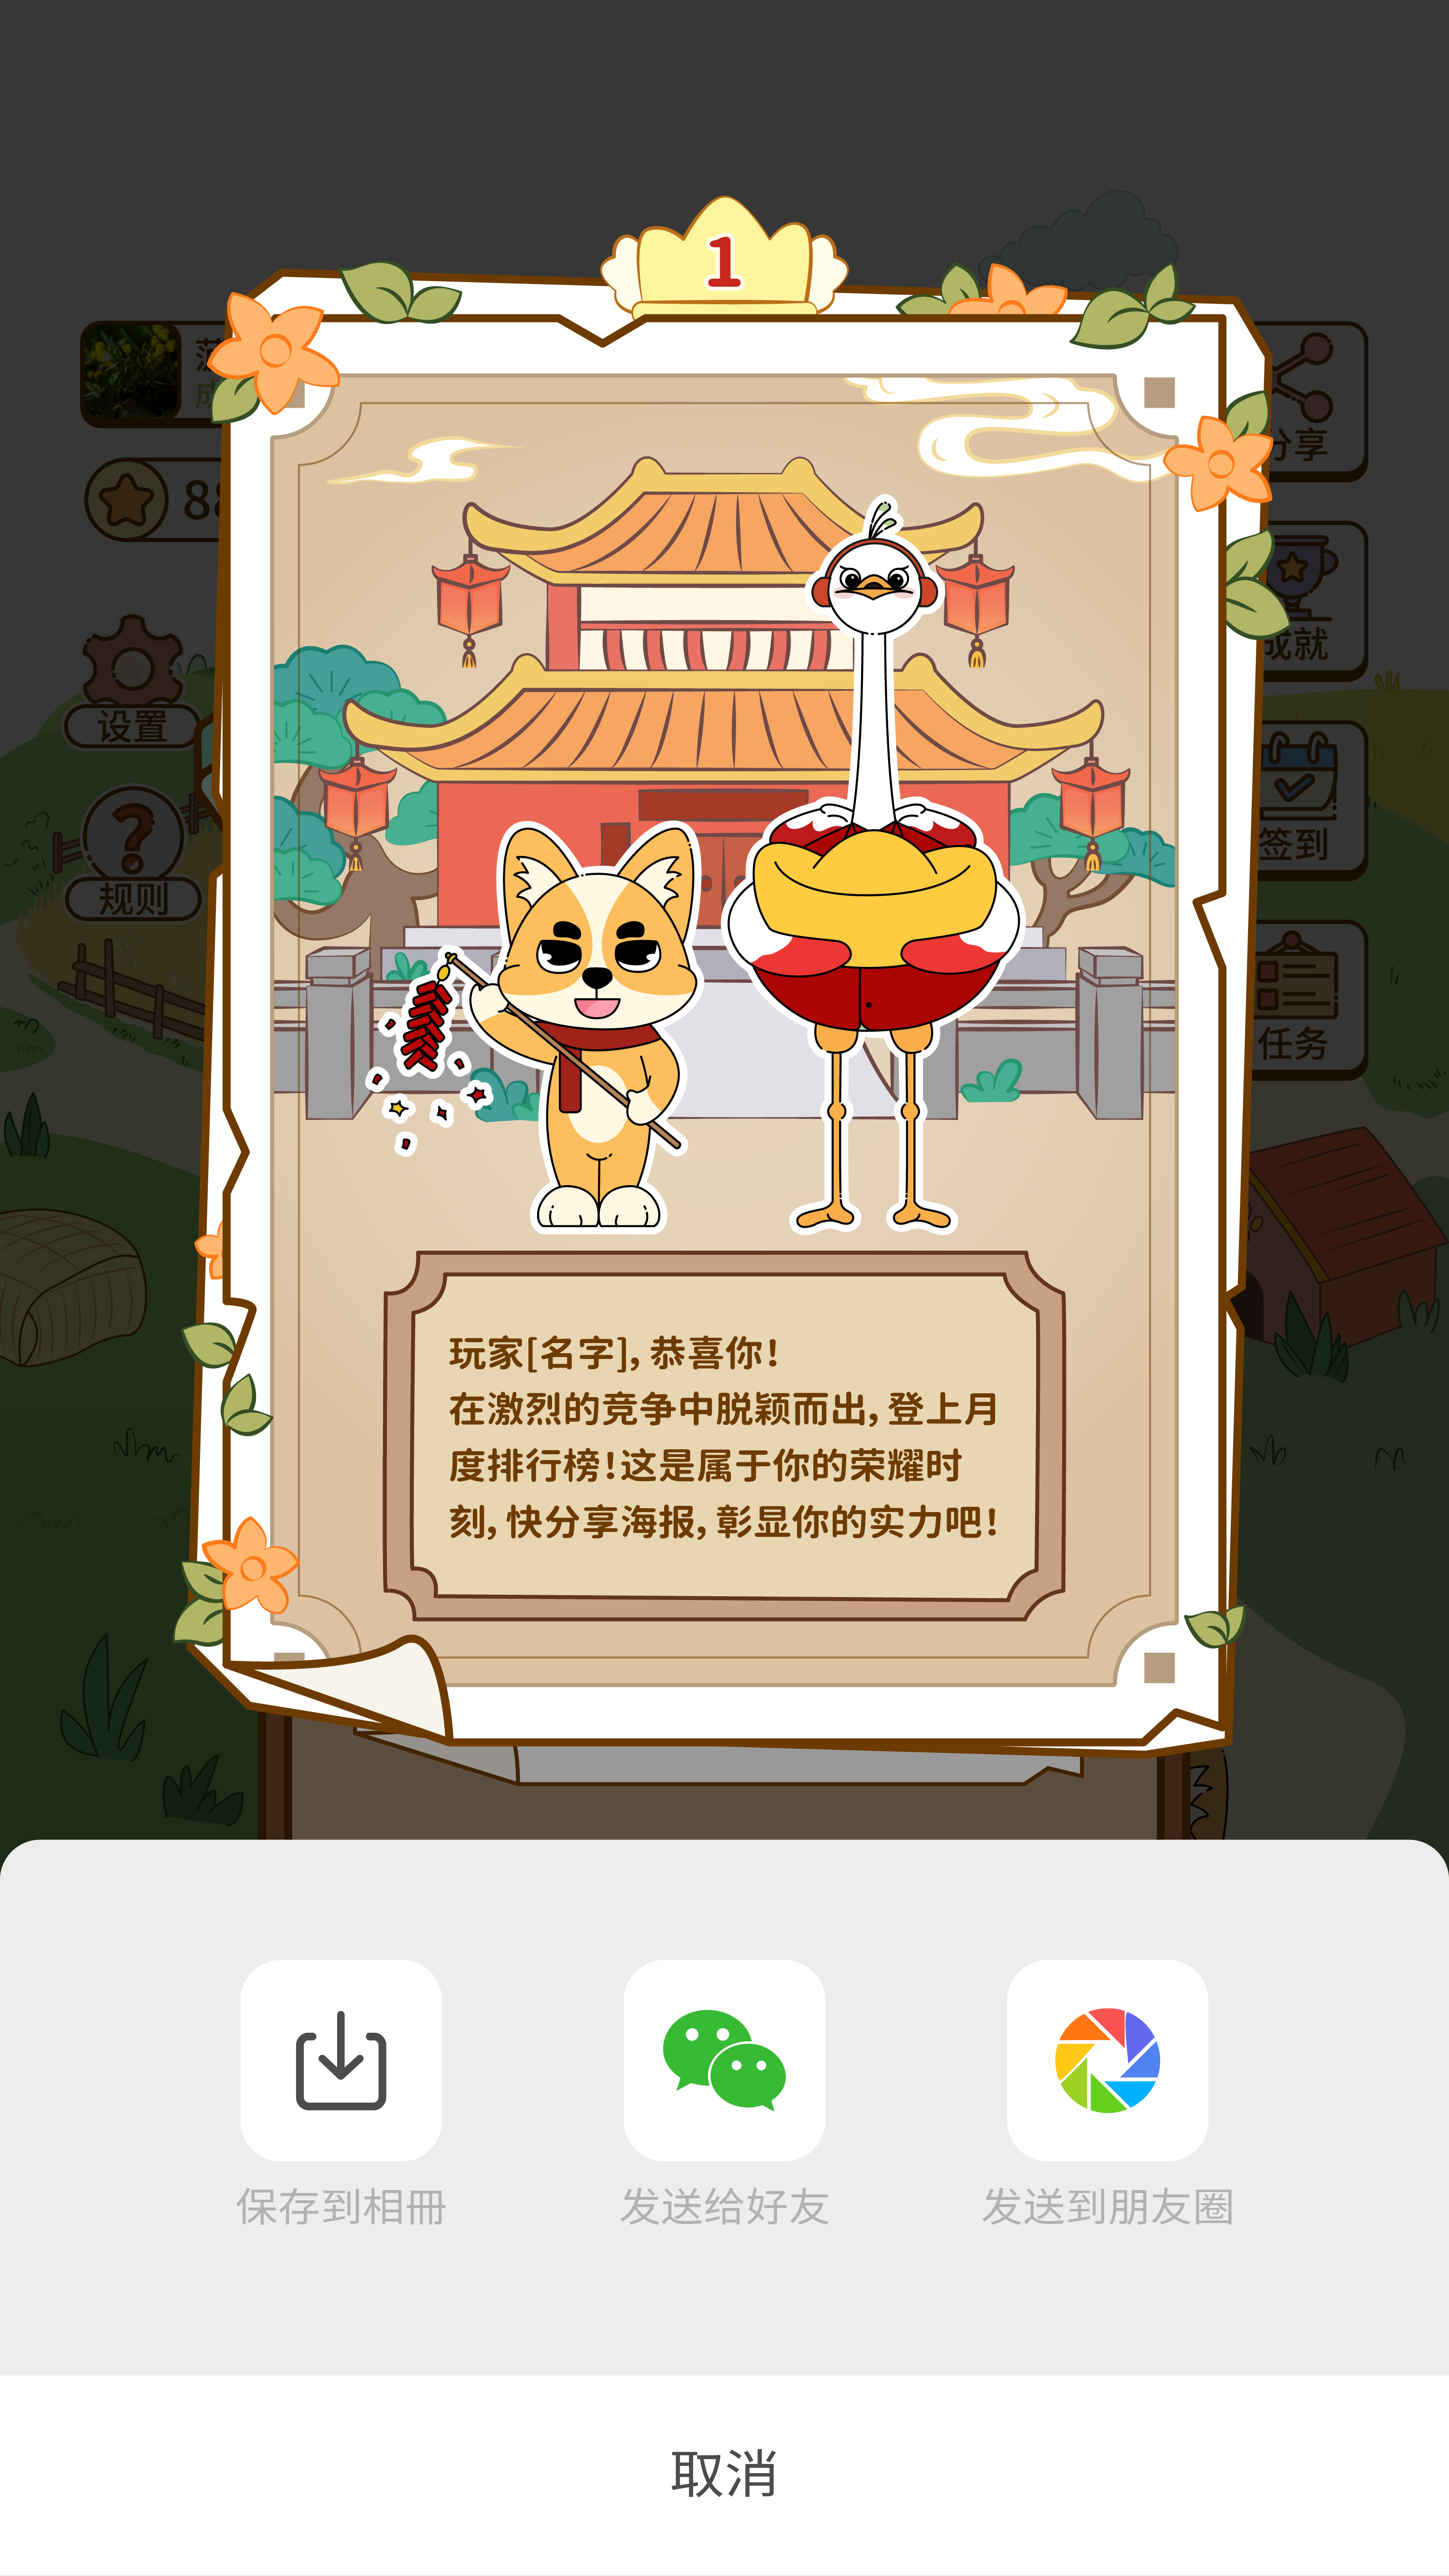 1
分享
成就
设置
签到
规则
任务
玩家[名字]，恭喜你！
在激烈的竞争中脱颖而出，登上月
度排行榜！这是属于你的荣耀时
刻，快分享海报，彰显你的实力吧！
保存到相册
发送给好友
发送到朋友圈
取消